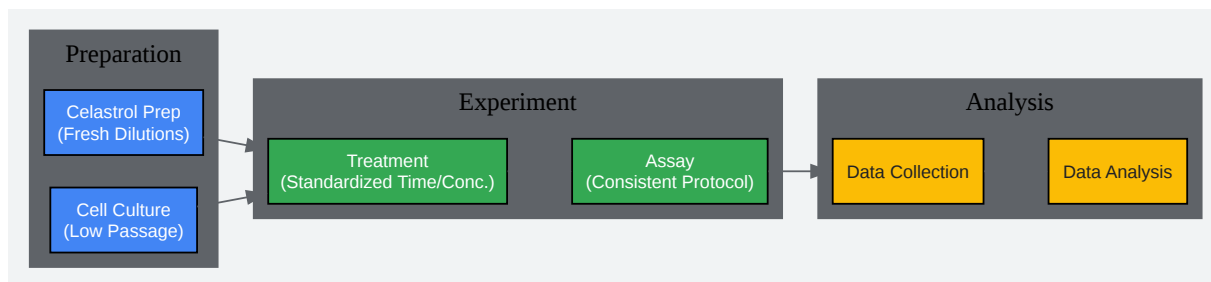 Preparation
Celastrol Prep
(Fresh Dilutions)
Cell Culture
(Low Passage)
Experiment
Treatment
(Standardized Time/Conc.)
Assay
(Consistent Protocol)
Analysis
Data Collection
Data Analysis